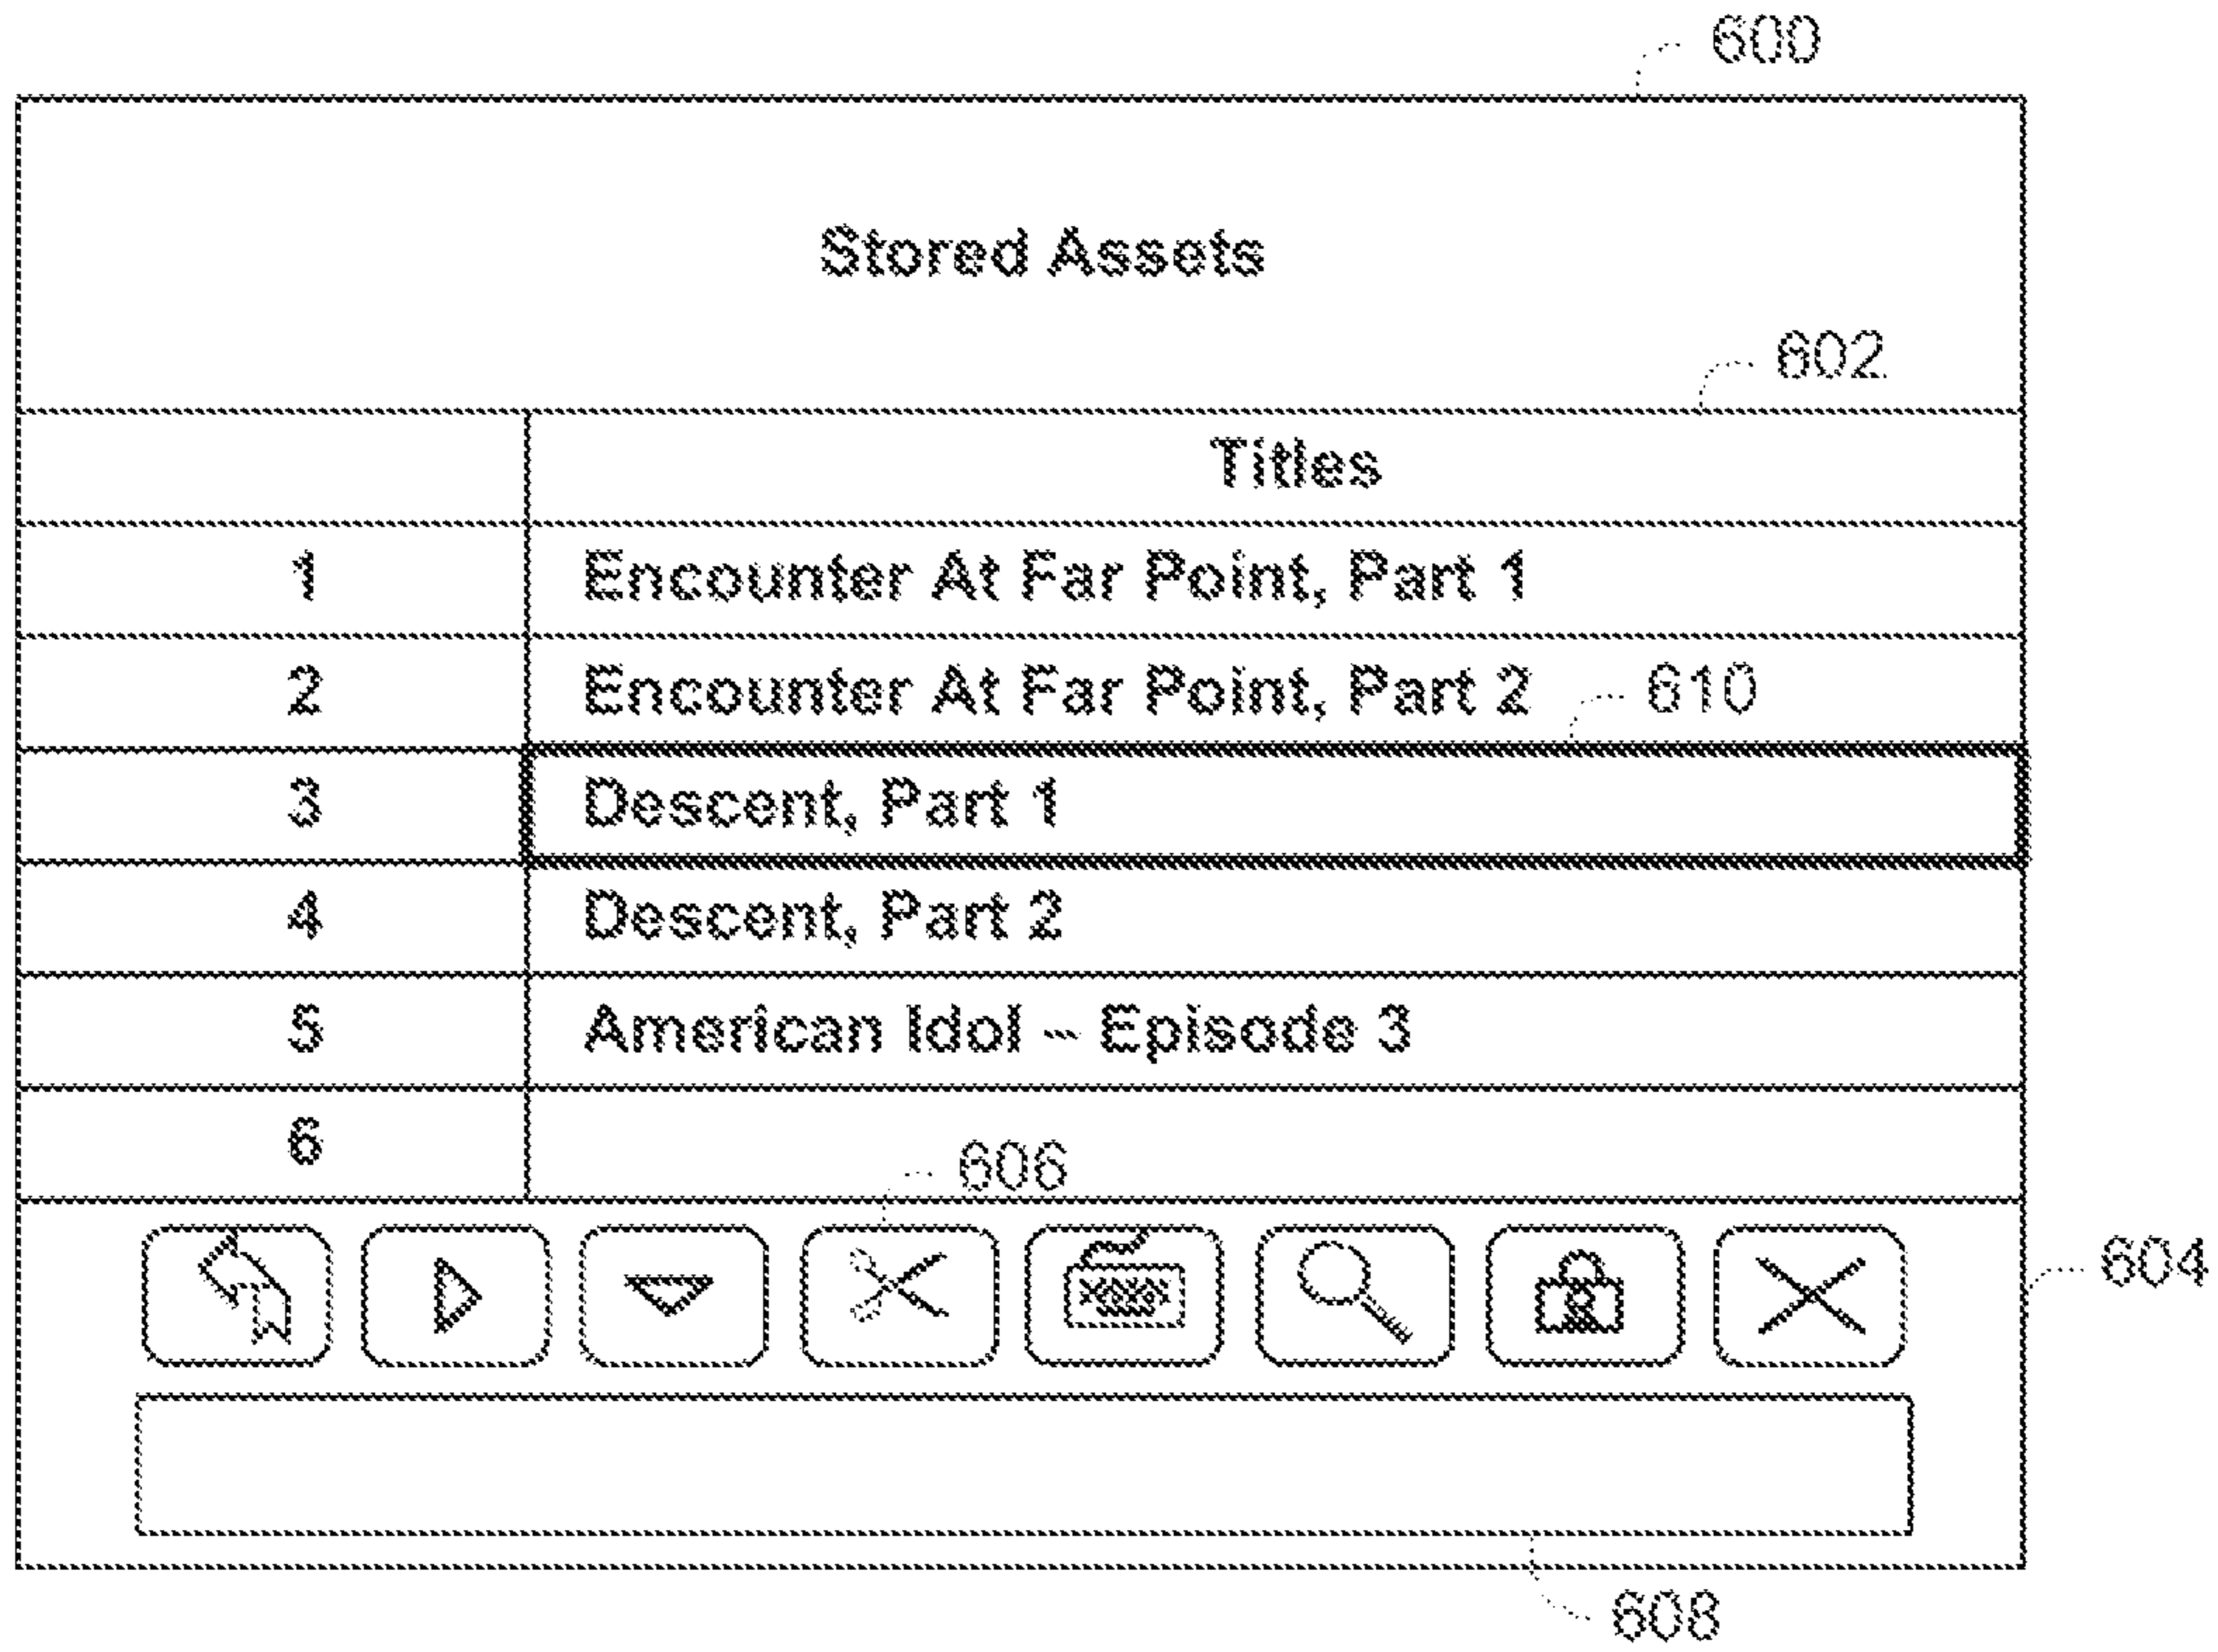 600
Stored Assets
602
Titles
1 Encounter At Far Point, Part 1
2 Encounter At Far Point, Part 2
610
3 Descent, Part 1
4 Descent, Part 2
5 American Idol – Episode 3
6
606
604
608